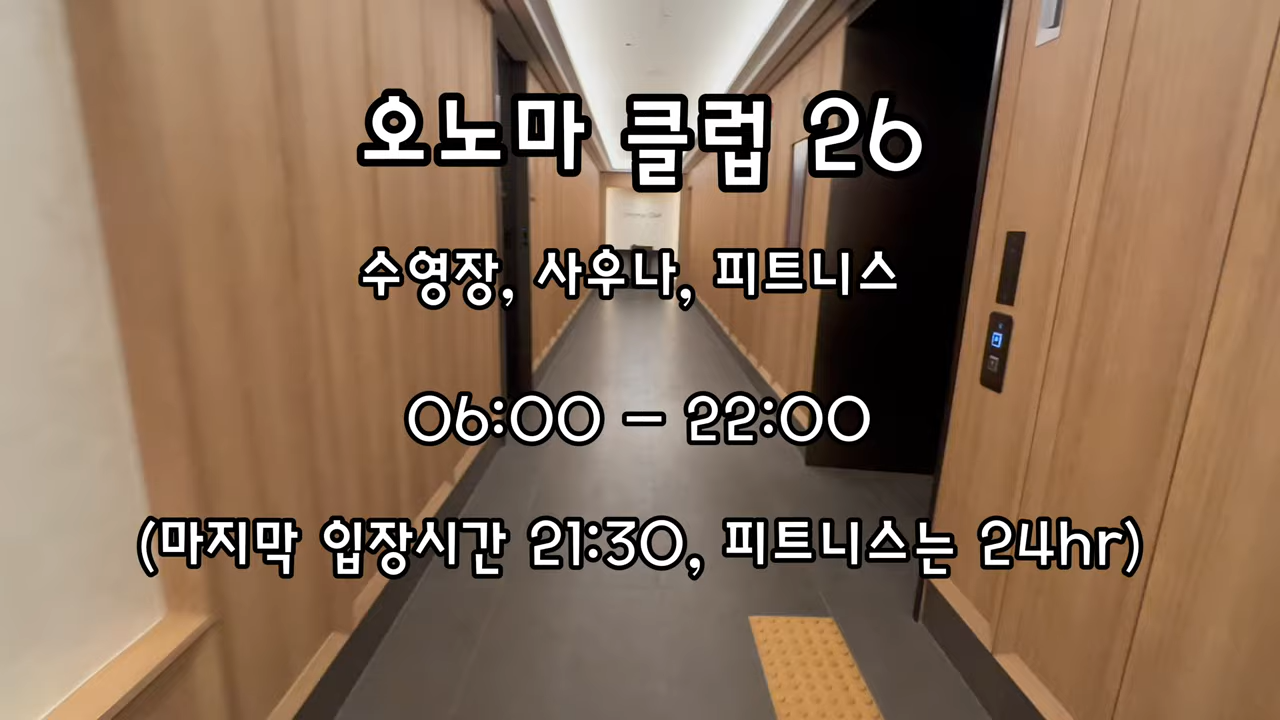 오노마 클럽 26
수영장, 사우나, 피트니스
06:00 - 22:00
(마지막 입장시간 21:30, 피트니스는 24hr)